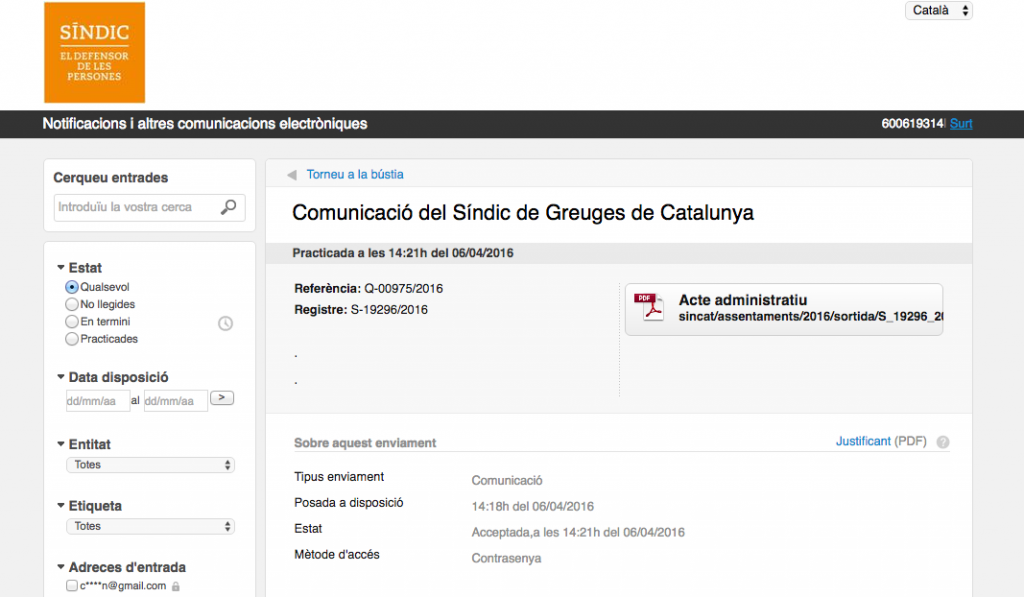 Català
SÍNDIC
EL DEFENSOR
DE LES
PERSONES
Notificacions i altres comunicacions electròniques
600619314| Surt
Cerqueu entrades
Introduïu la vostra cerca
Estat
Qualsevol
No llegides
En termini
Practicades
Data disposició
dd/mm/aa al dd/mm/aa >
Entitat
Totes
Etiqueta
Totes
Adreces d'entrada
c****n@gmail.com
Torneu a la bústia
Comunicació del Síndic de Greuges de Catalunya
Practicada a les 14:21h del 06/04/2016
Referència: Q-00975/2016
Registre: S-19296/2016
.
.
PDF
Acte administratiu
sincat/assentaments/2016/sortida/S_19296_20
Sobre aquest enviament
Justificant (PDF) ?
Tipus enviament Comunicació
Posada a disposició 14:18h del 06/04/2016
Estat Acceptada,a les 14:21h del 06/04/2016
Mètode d'accés Contrasenya